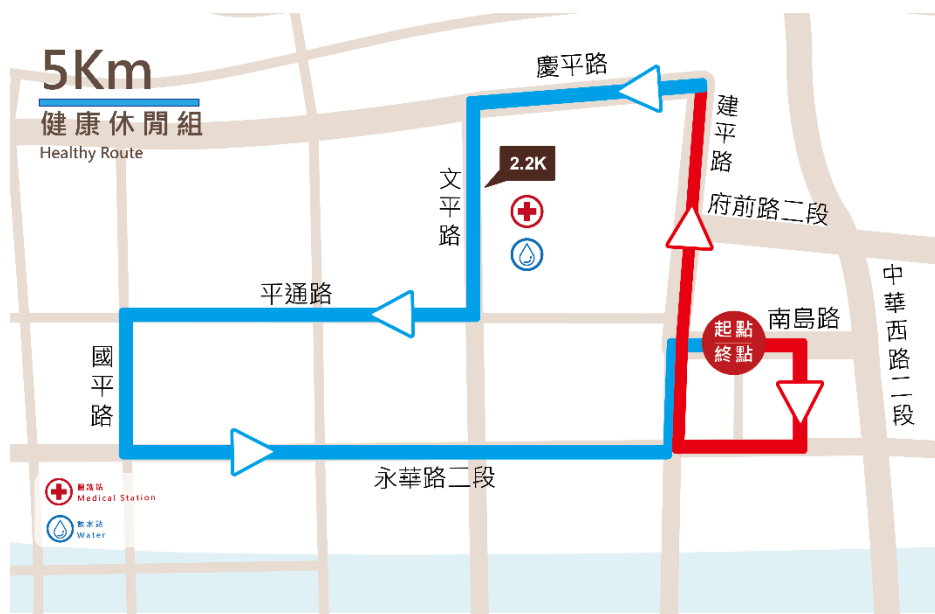 5Km
健康休閒組
Healthy Route
慶平路
建平路
2.2K
文平路
府前路二段
中華西路二段
平通路
南島路
起點
終點
國平路
永華路二段
醫護站
Medical Station
飲水站
Water